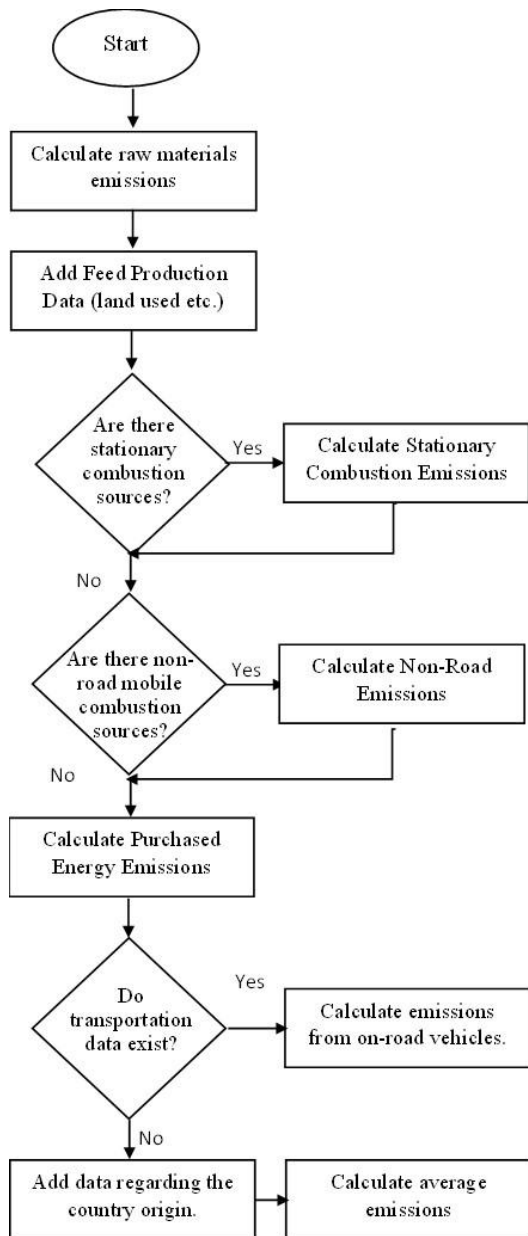 Start
Calculate raw materials
emissions
Add Feed Production
Data (land used etc.)
Are there
stationary
combustion
sources?
Yes
Calculate Stationary
Combustion Emissions
No
Are there non-
road mobile
combustion
sources?
Yes
Calculate Non-Road
Emissions
No
Calculate Purchased
Energy Emissions
Do
transportation
data exist?
Yes
Calculate emissions
from on-road vehicles.
No
Add data regarding the
country origin.
Calculate average
emissions